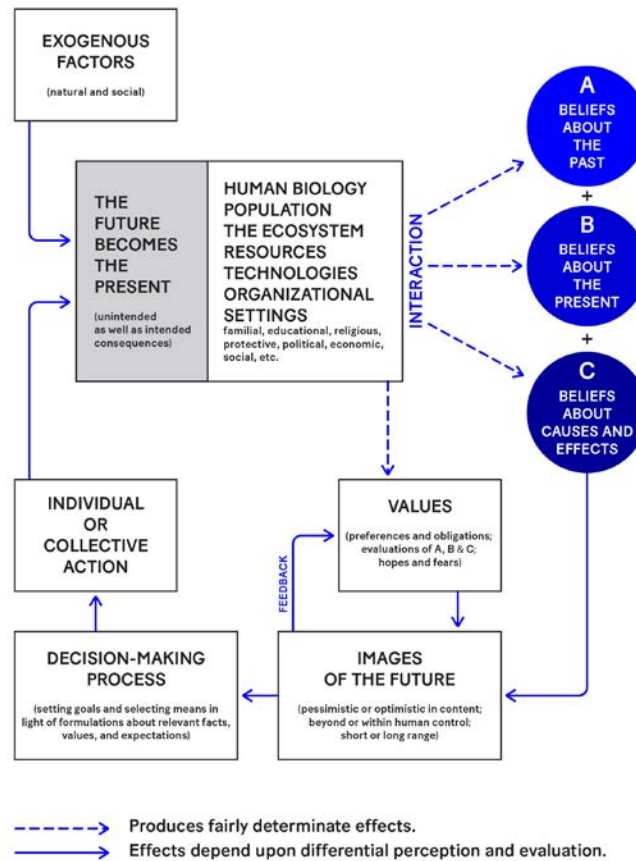 EXOGENOUS
FACTORS
(natural and social)
A
BELIEFS
ABOUT
THE
PAST
+
B
BELIEFS
ABOUT
THE
PRESENT
+
C
BELIEFS
ABOUT
CAUSES AND
EFFECTS
THE
FUTURE
BECOMES
THE
PRESENT
(unintended
as well as intended
consequences)
HUMAN BIOLOGY
POPULATION
THE ECOSYSTEM
RESOURCES
TECHNOLOGIES
ORGANIZATIONAL
SETTINGS
familial, educational, religious,
protective, political, economic,
social, etc.
INTERACTION
INDIVIDUAL
OR
COLLECTIVE
ACTION
VALUES
(preferences and obligations;
evaluations of A, B & C;
hopes and fears)
FEEDBACK
DECISION-MAKING
PROCESS
(setting goals and selecting means in
light of formulations about relevant facts,
values, and expectations)
IMAGES
OF THE FUTURE
(pessimistic or optimistic in content;
beyond or within human control;
short or long range)
Produces fairly determinate effects.
Effects depend upon differential perception and evaluation.